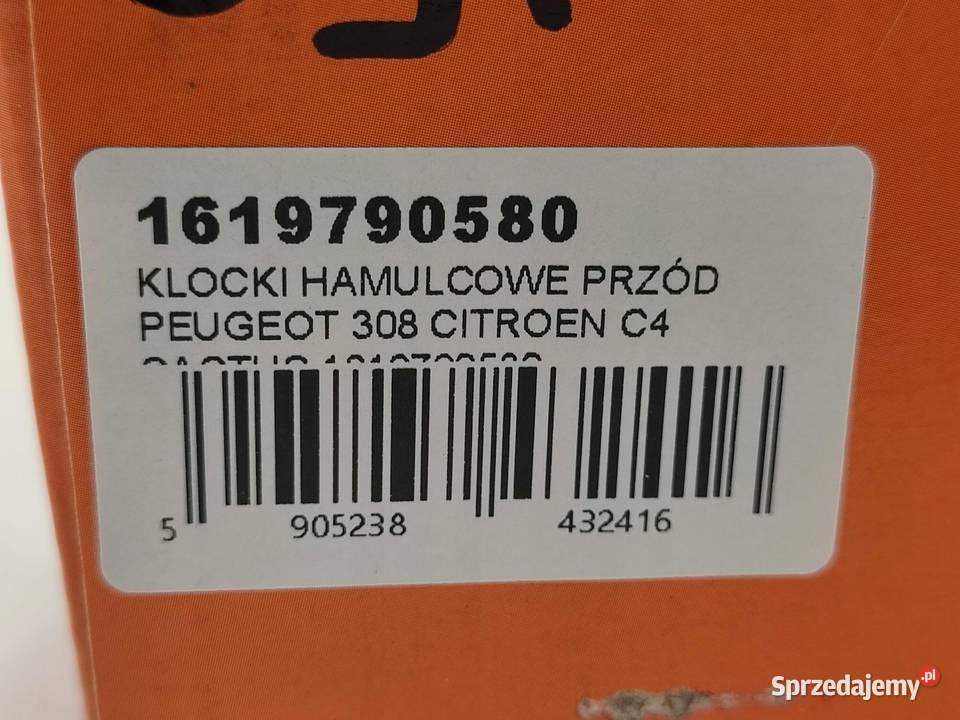 1619790580
KLOCKI HAMULCOWE PRZÓD
PEUGEOT 308 CITROEN C4
5 905238 432416
Sprzedajemy.pl